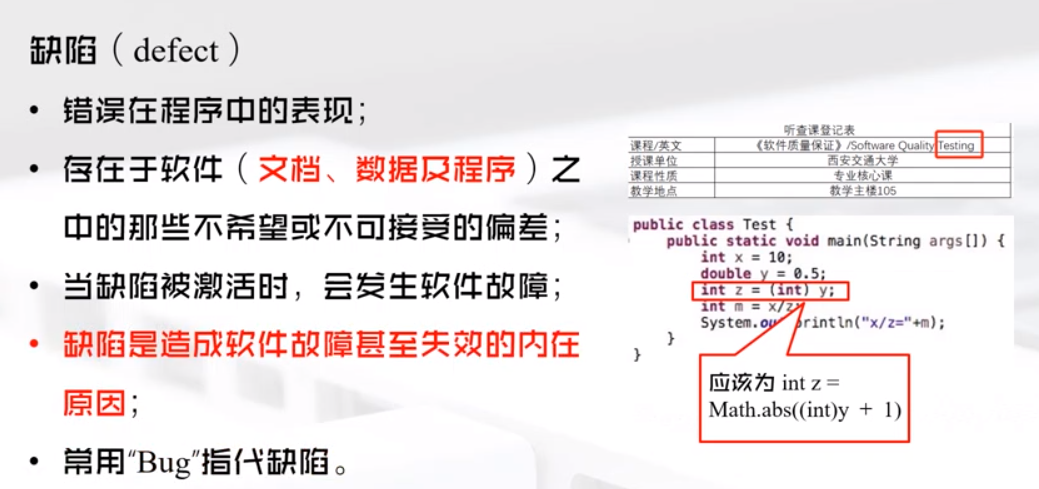 缺陷（defect）
• 错误在程序中的表现；
• 存在于软件（文档、数据及程序）之
中的那些不希望或不可接受的偏差；
• 当缺陷被激活时，会发生软件故障；
• 缺陷是造成软件故障甚至失效的内在
原因；
• 常用“Bug”指代缺陷。
听查课登记表
课程/英文 《软件质量保证》/Software Quality Testing
授课单位 西安交通大学
课程性质 专业核心课
教学地点 教学主楼105
public class Test {
public static void main(String args[]) {
int x = 10;
double y = 0.5;
int z = (int) y;
int m = x/z;
System.ou println("x/z="+m);
}
}
应该为 int z =
Math.abs((int)y + 1)